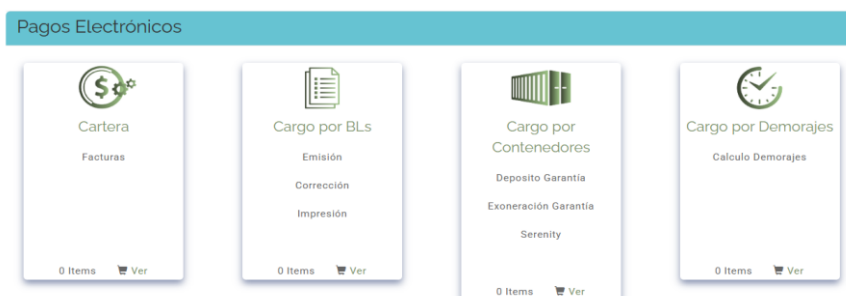 Pagos Electrónicos
Cartera
Facturas
0 Items Ver
Cargo por BLs
Emisión
Corrección
Impresión
0 Items Ver
Cargo por
Contenedores
Deposito Garantía
Exoneración Garantía
Serenity
0 Items Ver
Cargo por Demorajes
Calculo Demorajes
0 Items Ver